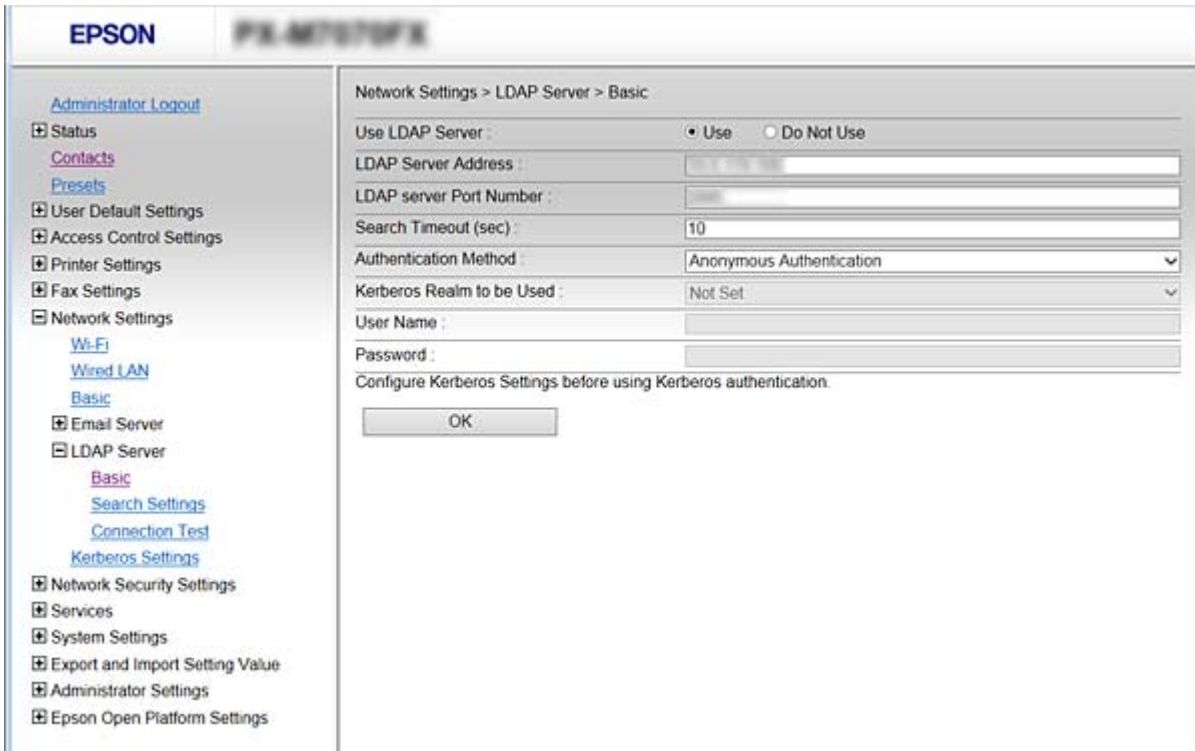 EPSON
Administrator Logout
Status
Contacts
Presets
User Default Settings
Access Control Settings
Printer Settings
Fax Settings
Network Settings
Wi-Fi
Wired LAN
Basic
Email Server
LDAP Server
Basic
Search Settings
Connection Test
Kerberos Settings
Network Security Settings
Services
System Settings
Export and Import Setting Value
Administrator Settings
Epson Open Platform Settings
Network Settings > LDAP Server > Basic
Use LDAP Server : Use Do Not Use
LDAP Server Address :
LDAP server Port Number :
Search Timeout (sec) : 10
Authentication Method : Anonymous Authentication
Kerberos Realm to be Used : Not Set
User Name :
Password :
Configure Kerberos Settings before using Kerberos authentication.
OK